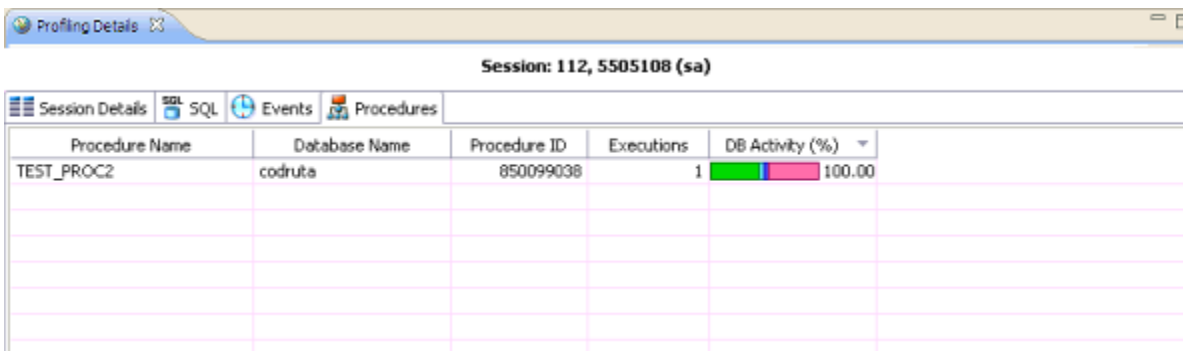 Profiling Details
Session: 112, 5505108 (sa)
Session Details SQL Events Procedures
Procedure Name Database Name Procedure ID Executions DB Activity (%)
TEST_PROC2 codruta 850099038 1 100.00